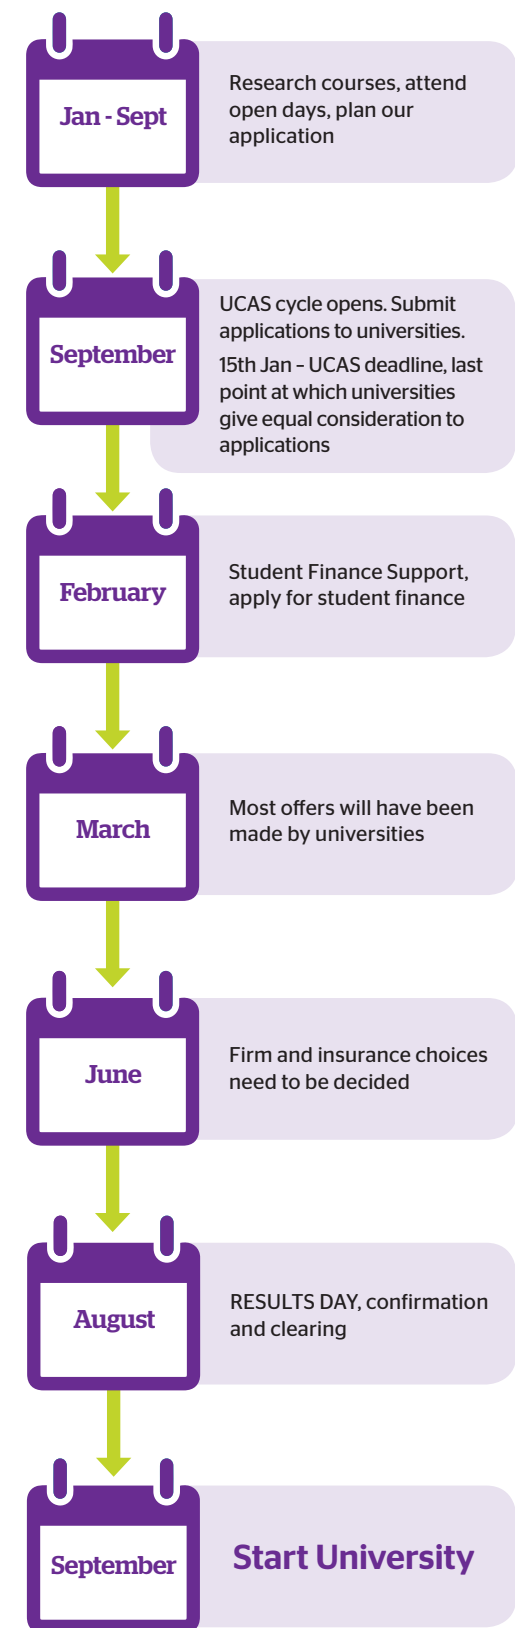 Jan - Sept
Research courses, attend
open days, plan our
application
September
UCAS cycle opens. Submit
applications to universities.
15th Jan – UCAS deadline, last
point at which universities
give equal consideration to
applications
February
Student Finance Support,
apply for student finance
March
Most offers will have been
made by universities
June
Firm and insurance choices
need to be decided
August
RESULTS DAY, confirmation
and clearing
September
Start University